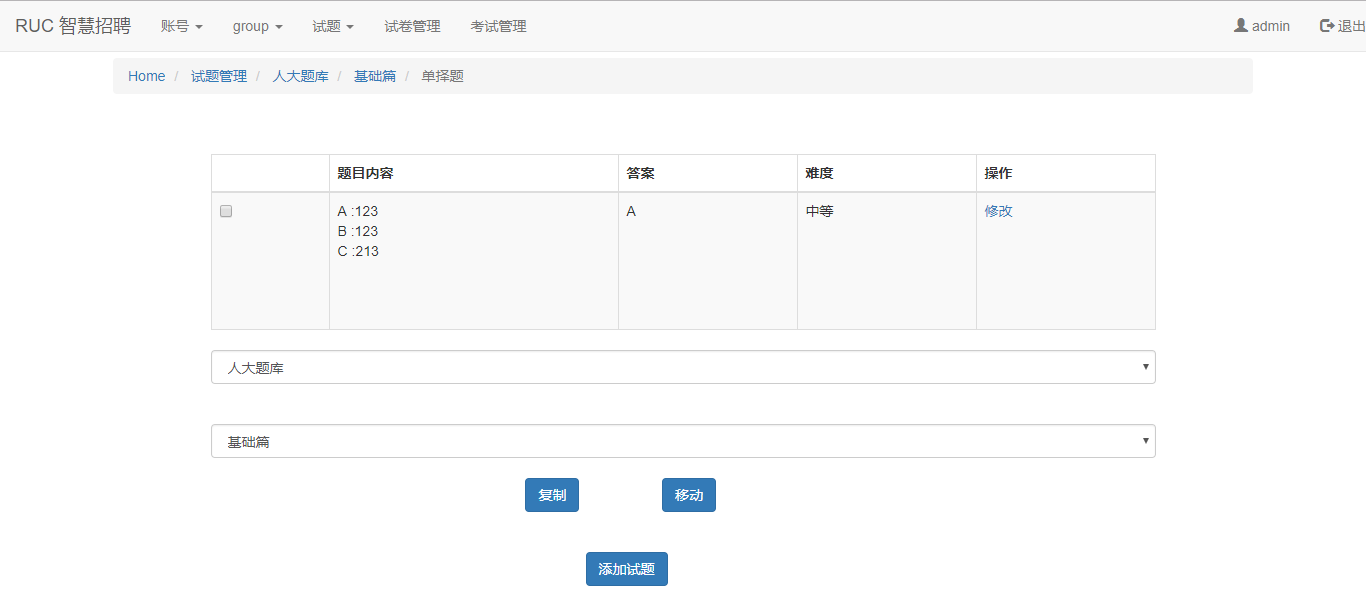 RUC 智慧招聘 账号 group 试题 试卷管理 考试管理 admin 退出
Home / 试题管理 / 人大题库 / 基础篇 / 单择题
题目内容 答案 难度 操作
A :123 A 中等 修改
B :123
C :213
人大题库
基础篇
复制 移动
添加试题